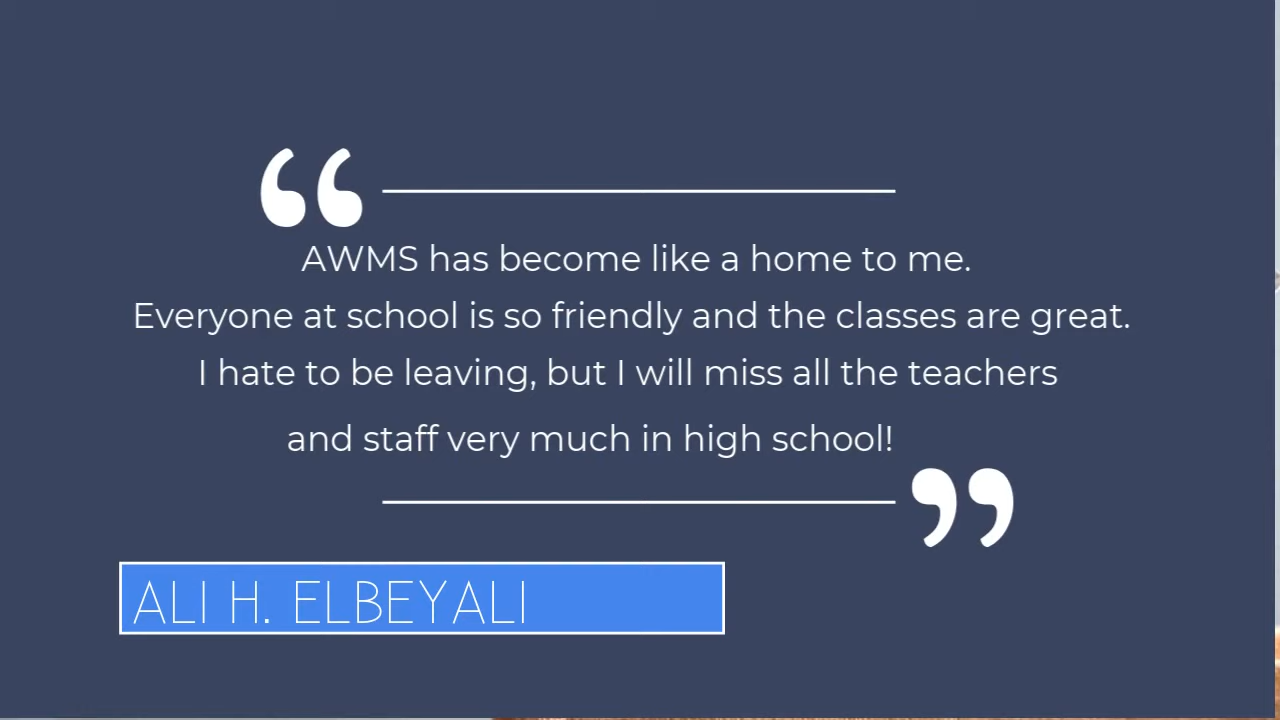 “
AWMS has become like a home to me.
Everyone at school is so friendly and the classes are great.
I hate to be leaving, but I will miss all the teachers
and staff very much in high school!
”
ALI H. ELBEYALI